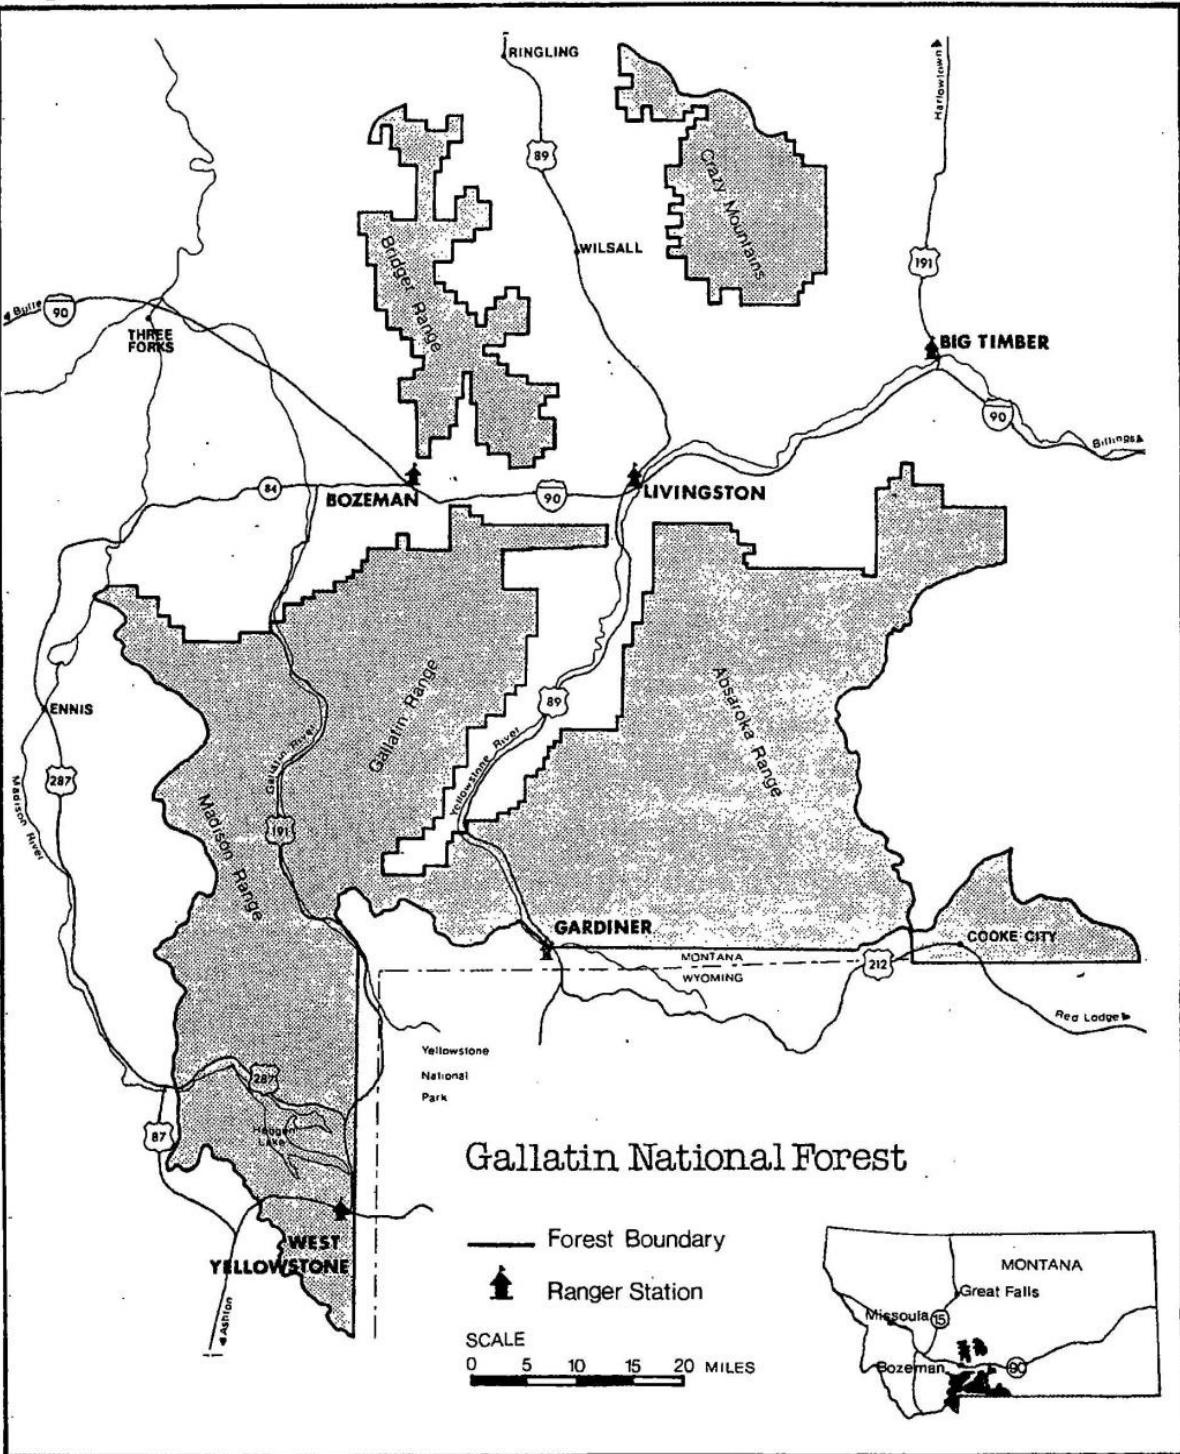 RINGLING
Harlowtown
89
Crazy Mountains
WILSALL
Bridger Range
191
Butte
90
THREE
FORKS
BIG TIMBER
90
Billings
84
BOZEMAN
90
LIVINGSTON
ENNIS
89
Gallatin Range
Absaroka Range
Gallatin River
Yellowstone River
287
Madison River
Madison Range
191
GARDINER
COOKE CITY
MONTANA
WYOMING
212
Red Lodge
Yellowstone
National
Park
287
Hebgen
Lake
87
Gallatin National Forest
WEST
YELLOWSTONE
Forest Boundary
Ranger Station
Ashton
SCALE
0 5 10 15 20 MILES
MONTANA
Great Falls
Missoula
15
Bozeman
90